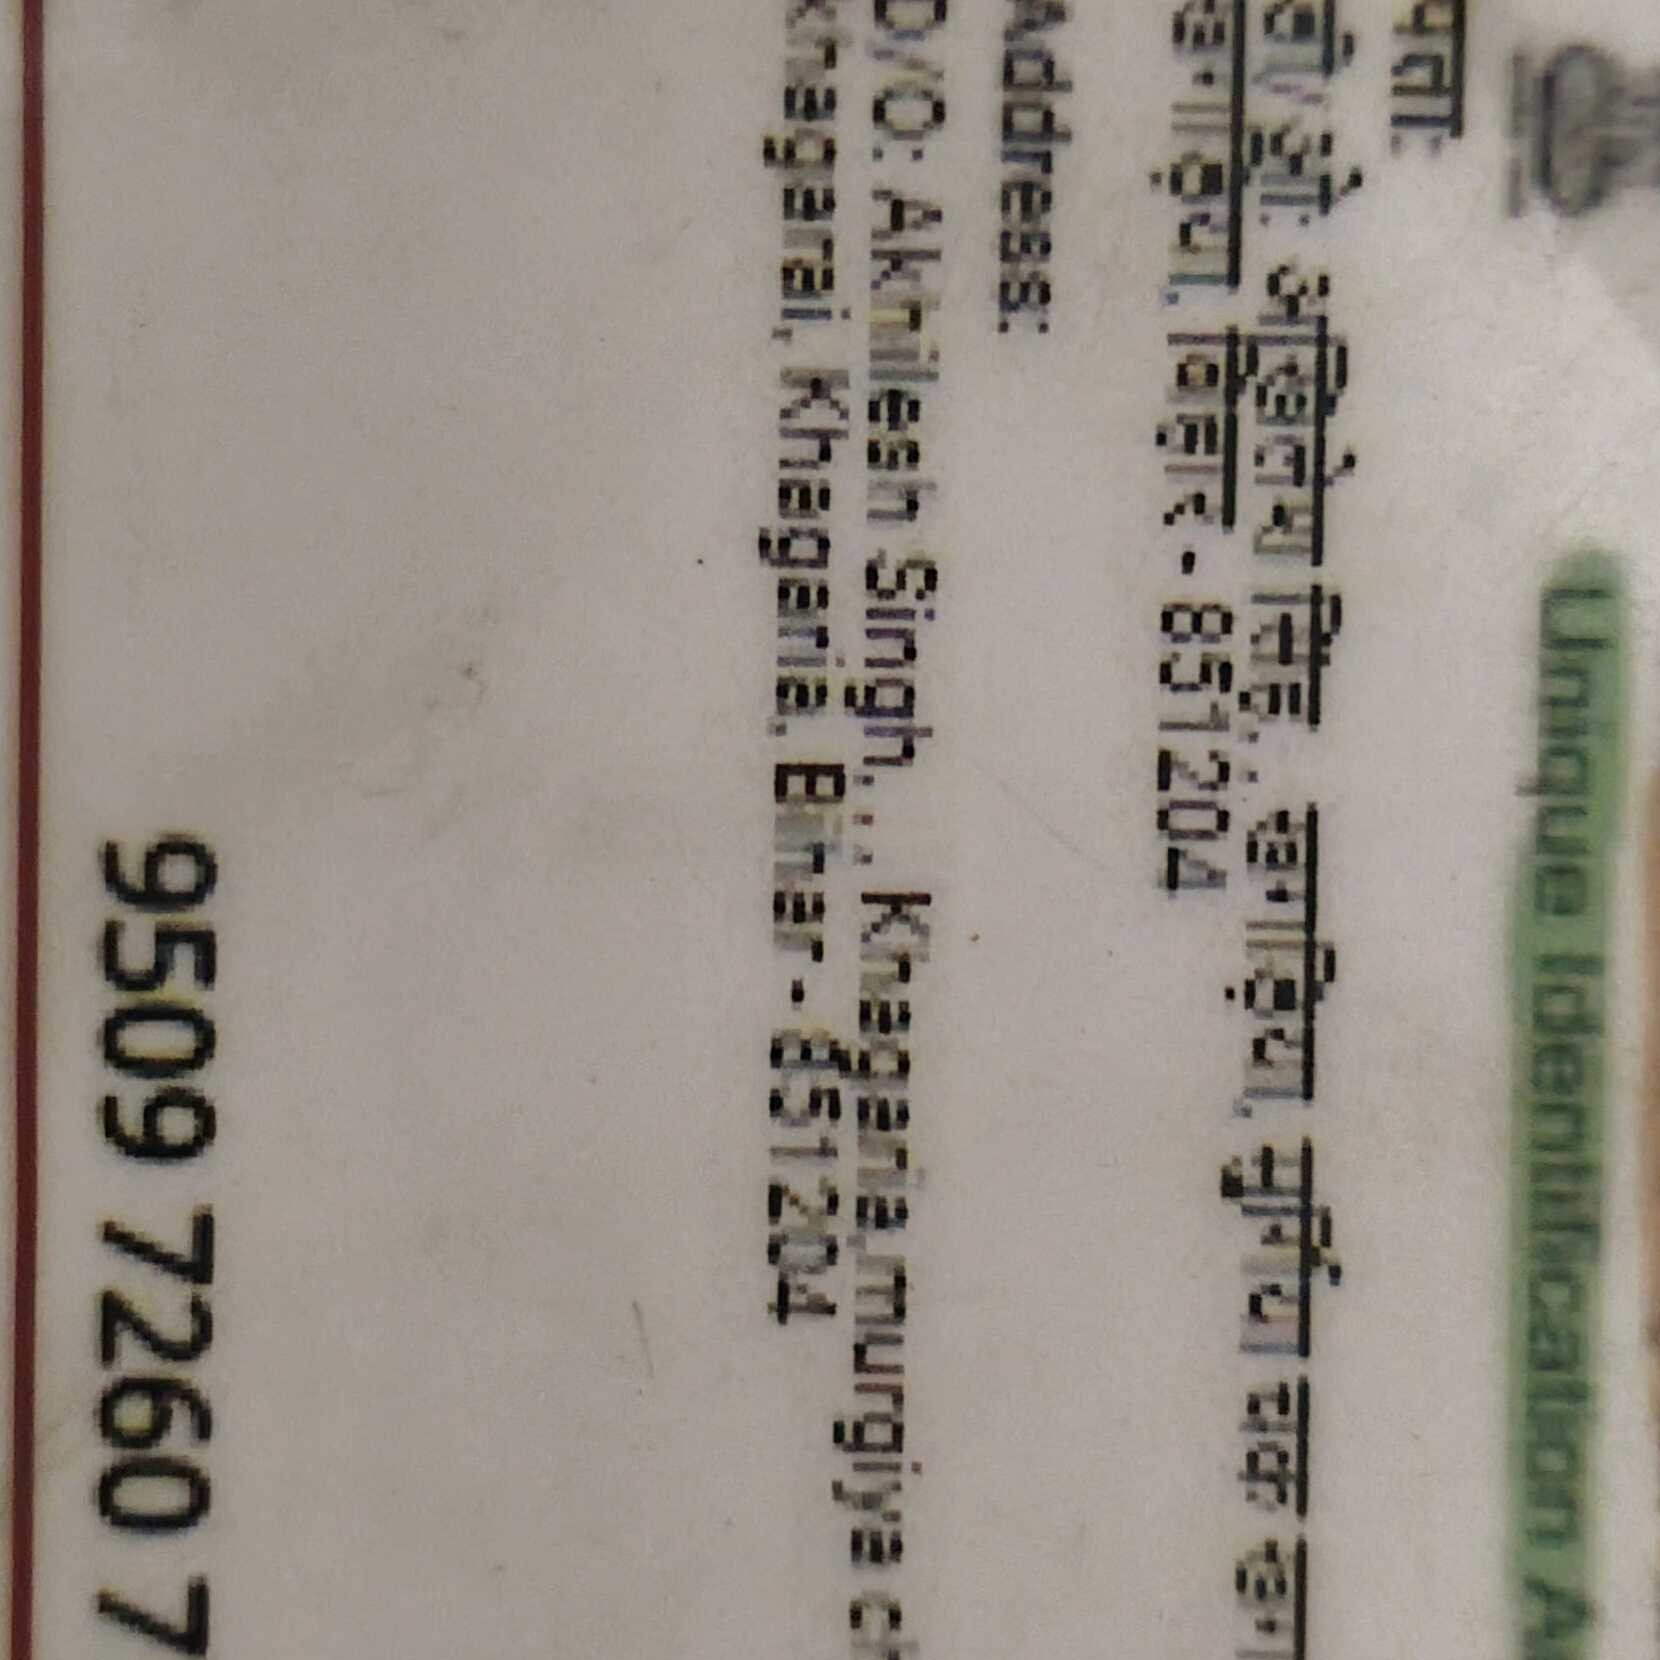 Unique Identification
पता:
अखिलेष सिंह, . , खगड़िया, मुर्गिया चक
खगड़िया, बिहार - 851204
Address:
D/O: Akhilesh Singh, . , Khagaria,murgiya
khagarai, Khagaria, Bihar - 851204
9509 7260 7